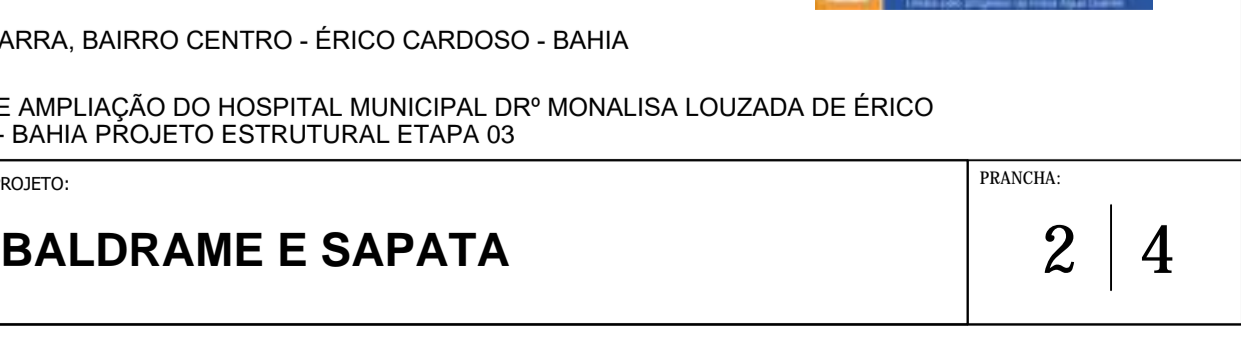 ARRA, BAIRRO CENTRO - ÉRICO CARDOSO - BAHIA
E AMPLIAÇÃO DO HOSPITAL MUNICIPAL DRº MONALISA LOUZADA DE ÉRICO
- BAHIA PROJETO ESTRUTURAL ETAPA 03
ROJETO:
PRANCHA:
BALDRAME E SAPATA
2 | 4